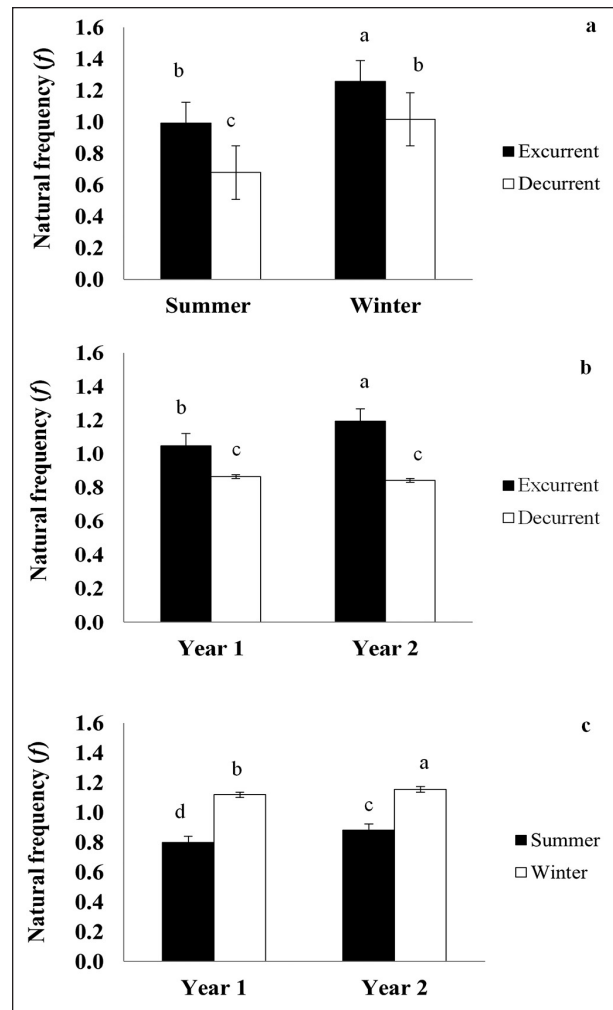 a
Natural frequency (f)
1.6
1.4
1.2
1.0
0.8
0.6
0.4
0.2
0.0
b
c
a
b
Excurrent
Decurrent
Summer
Winter
b
Natural frequency (f)
1.6
1.4
1.2
1.0
0.8
0.6
0.4
0.2
0.0
b
c
a
c
Excurrent
Decurrent
Year 1
Year 2
c
Natural frequency (f)
1.6
1.4
1.2
1.0
0.8
0.6
0.4
0.2
0.0
d
b
c
a
Summer
Winter
Year 1
Year 2